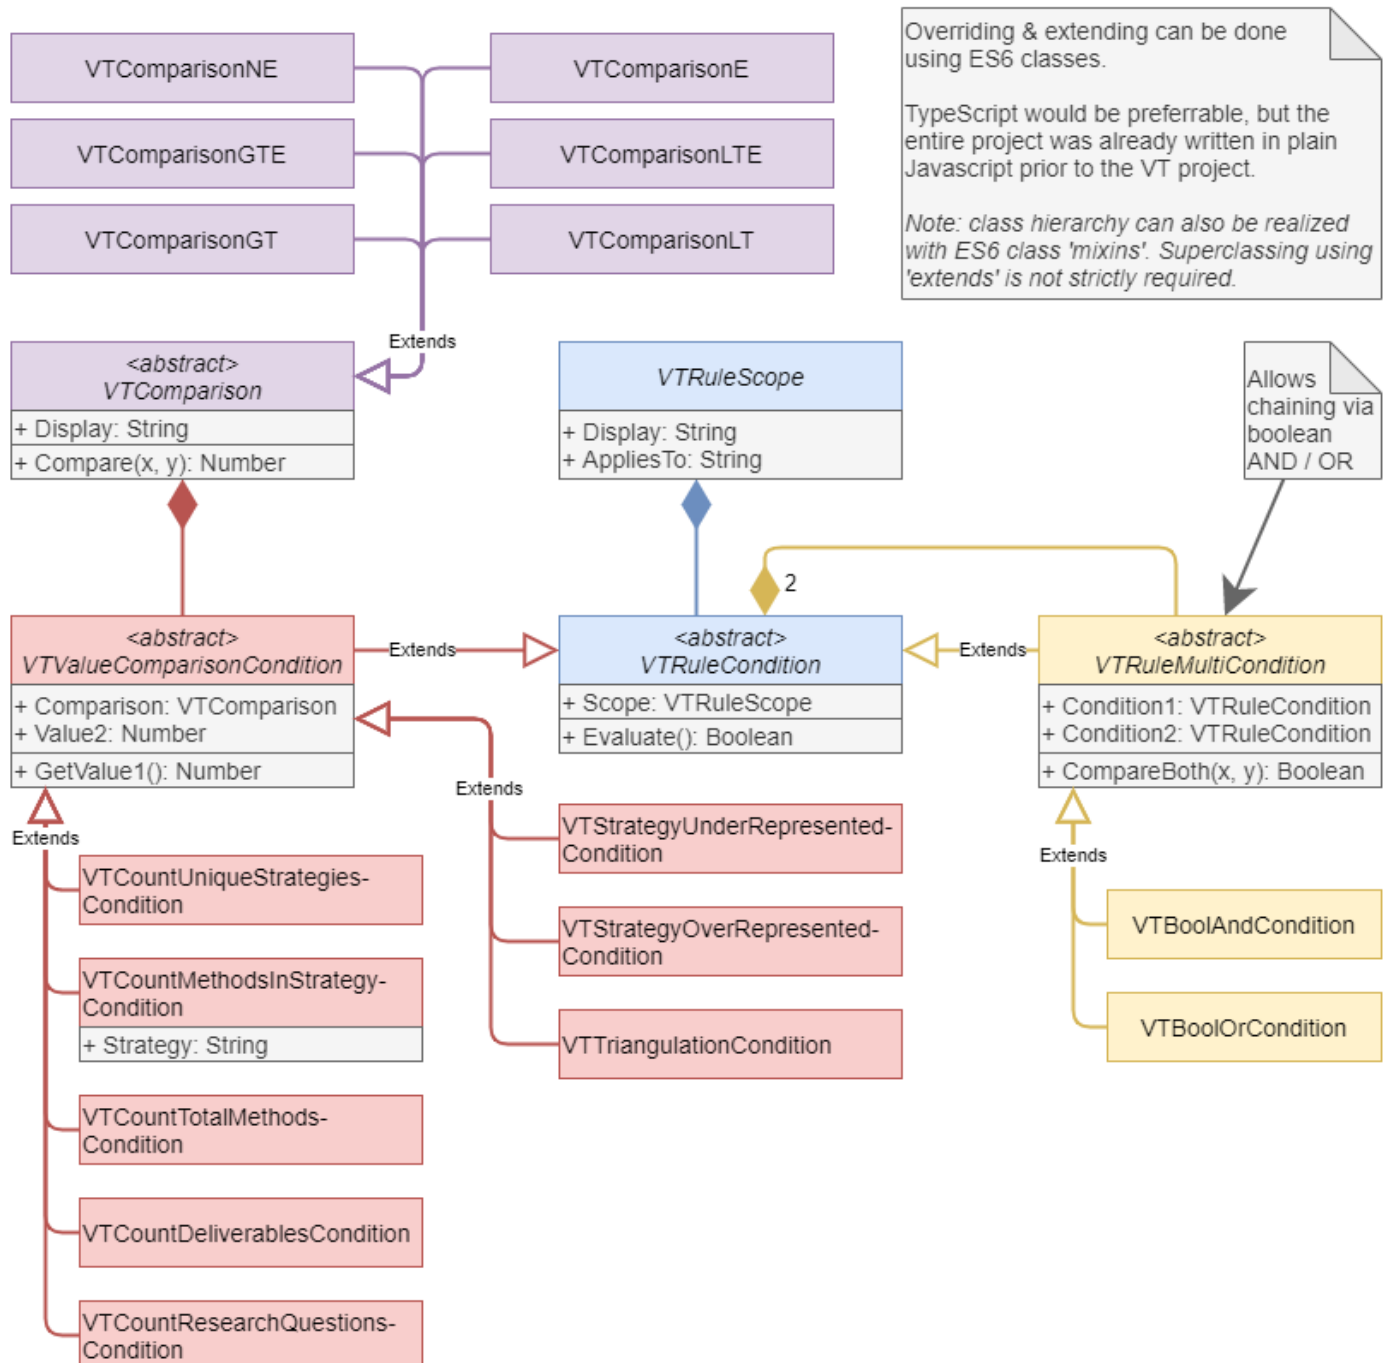 VTComparisonNE
VTComparisonE
VTComparisonGTE
VTComparisonLTE
VTComparisonGT
VTComparisonLT
Overriding & extending can be done
using ES6 classes.
TypeScript would be preferrable, but the
entire project was already written in plain
Javascript prior to the VT project.
Note: class hierarchy can also be realized
with ES6 class 'mixins'. Superclassing using
'extends' is not strictly required.
Extends
<abstract>
VTComparison
+ Display: String
+ Compare(x, y): Number
VTRuleScope
+ Display: String
+ AppliesTo: String
Allows
chaining via
boolean
AND / OR
2
<abstract>
VTValueComparisonCondition
+ Comparison: VTComparison
+ Value2: Number
+ GetValue1(): Number
Extends
<abstract>
VTRuleCondition
+ Scope: VTRuleScope
+ Evaluate(): Boolean
Extends
<abstract>
VTRuleMultiCondition
+ Condition1: VTRuleCondition
+ Condition2: VTRuleCondition
+ CompareBoth(x, y): Boolean
Extends
VTCountUniqueStrategies-
Condition
VTCountMethodsInStrategy-
Condition
+ Strategy: String
VTCountTotalMethods-
Condition
VTCountDeliverablesCondition
VTCountResearchQuestions-
Condition
Extends
VTStrategyUnderRepresented-
Condition
VTStrategyOverRepresented-
Condition
VTTriangulationCondition
Extends
VTBoolAndCondition
VTBoolOrCondition